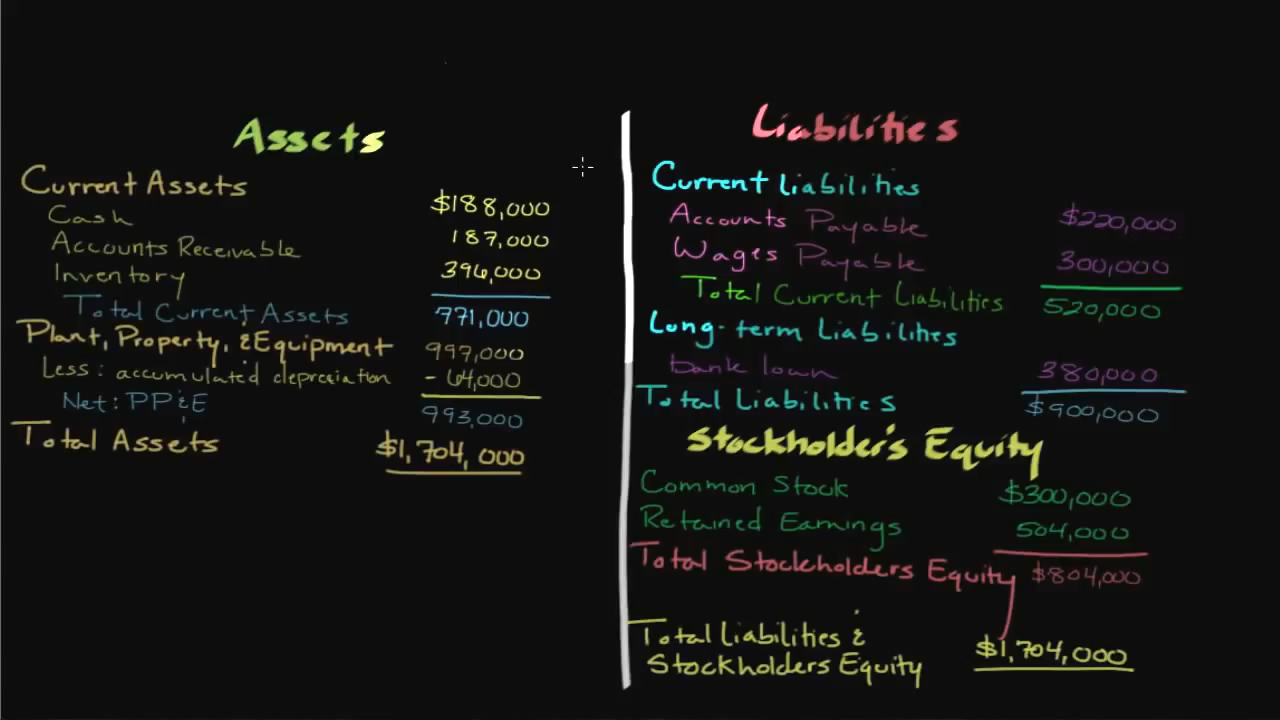 Assets
Current Assets
Cash $188,000
Accounts Receivable 187,000
Inventory 396,000
Total Current Assets 771,000
Plant, Property, & Equipment 997,000
Less: accumulated depreciation - 64,000
Net: PP&E 993,000
Total Assets $1,704,000
Liabilities
Current Liabilities
Accounts Payable $220,000
Wages Payable 300,000
Total Current Liabilities 520,000
Long-term Liabilities
bank loan 380,000
Total Liabilities $900,000
Stockholder's Equity
Common Stock $300,000
Retained Earnings 504,000
Total Stockholders Equity $804,000
Total Liabilities &
Stockholders Equity $1,704,000